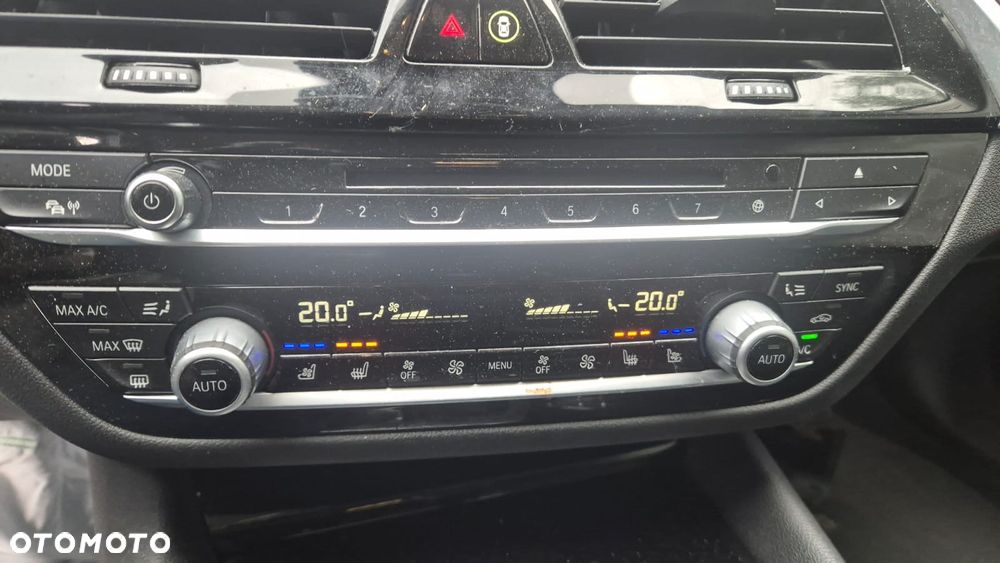 MODE
1 2 3 4 5 6 7
MAX A/C
20.0°
20.0°
SYNC
MAX
AUTO
OFF
MENU
OFF
AUTO
OTOMOTO